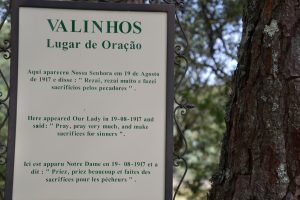 VALINHOS
Lugar de Oração
Aqui apareceu Nossa Senhora em 19 de Agosto
de 1917 e disse : " Rezai, rezai muito e fazei
sacrifícios pelos pecadores " .
Here appeared Our Lady in 19-08-1917 and
said : " Pray, pray very much, and make
sacrifices for sinners " .
Ici est apparu Notre Dame en 19- 08-1917 et a
dit : " Priez, priez beaucoup et faites des
sacrifices pour les pécheurs " .